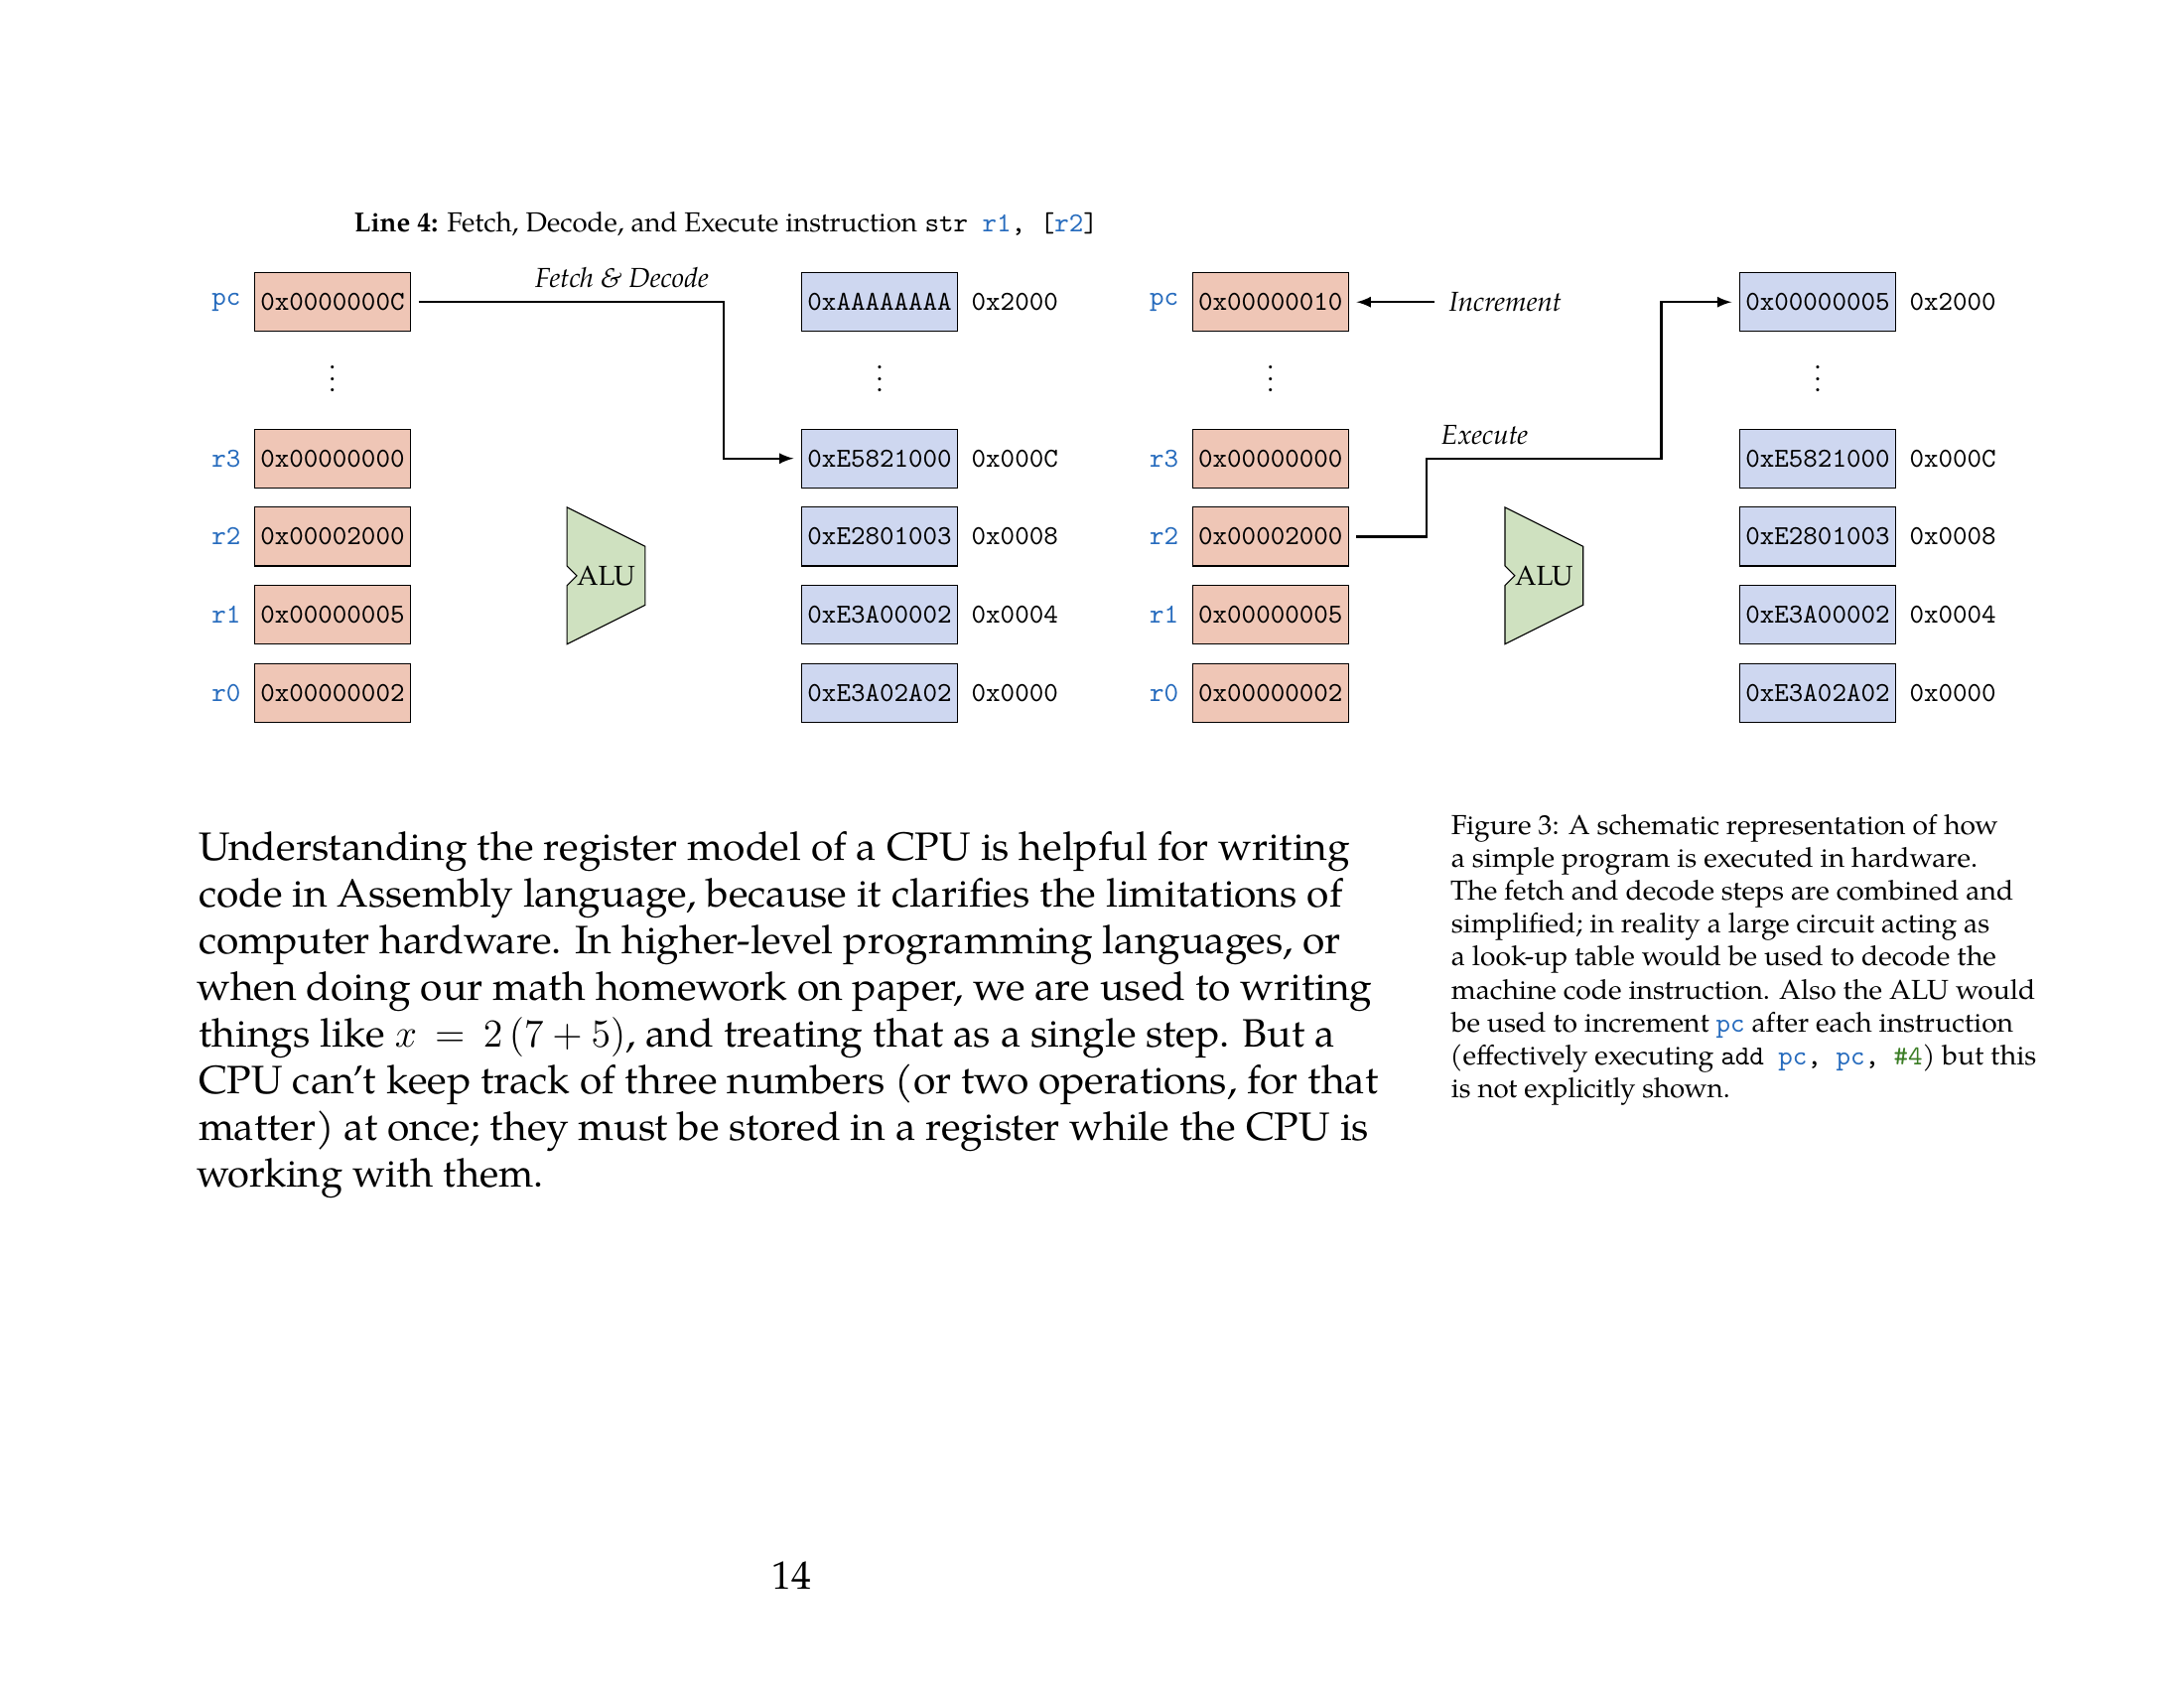 Line 4: Fetch, Decode, and Execute instruction str r1, [r2]
pc 0x0000000C Fetch & Decode 0xAAAAAAAA 0x2000
⋮ ⋮
r3 0x00000000 0xE5821000 0x000C
r2 0x00002000 0xE2801003 0x0008
ALU
r1 0x00000005 0xE3A00002 0x0004
r0 0x00000002 0xE3A02A02 0x0000
pc 0x00000010 Increment 0x00000005 0x2000
⋮ ⋮
Execute
r3 0x00000000 0xE5821000 0x000C
r2 0x00002000 0xE2801003 0x0008
ALU
r1 0x00000005 0xE3A00002 0x0004
r0 0x00000002 0xE3A02A02 0x0000
Understanding the register model of a CPU is helpful for writing
code in Assembly language, because it clarifies the limitations of
computer hardware. In higher-level programming languages, or
when doing our math homework on paper, we are used to writing
things like x = 2 (7 + 5), and treating that as a single step. But a
CPU can't keep track of three numbers (or two operations, for that
matter) at once; they must be stored in a register while the CPU is
working with them.
Figure 3: A schematic representation of how
a simple program is executed in hardware.
The fetch and decode steps are combined and
simplified; in reality a large circuit acting as
a look-up table would be used to decode the
machine code instruction. Also the ALU would
be used to increment pc after each instruction
(effectively executing add pc, pc, #4) but this
is not explicitly shown.
14